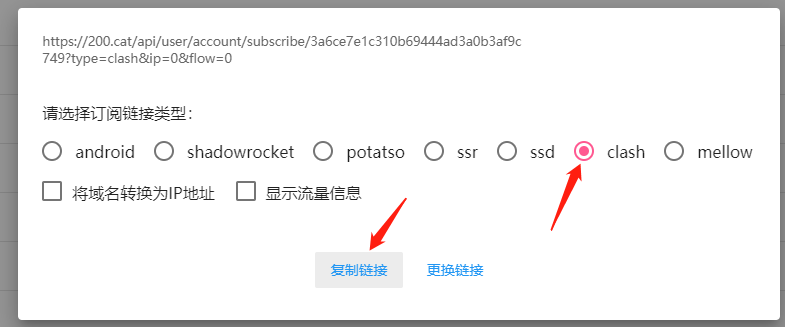 https://200.cat/api/user/account/subscribe/3a6ce7e1c310b69444ad3a0b3af9c
749?type=clash&ip=0&flow=0
请选择订阅链接类型：
android shadowrocket potatso ssr ssd clash mellow
将域名转换为IP地址 显示流量信息
复制链接 更换链接